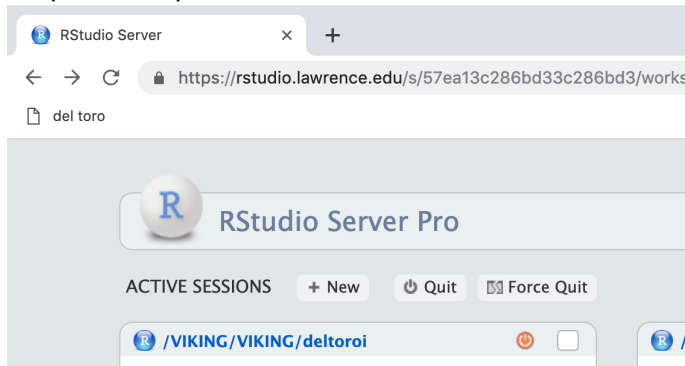 RStudio Server
https://rstudio.lawrence.edu/s/57ea13c286bd33c286bd3/works
del toro
R
RStudio Server Pro
ACTIVE SESSIONS + New Quit Force Quit
R /VIKING/VIKING/deltoroi R /